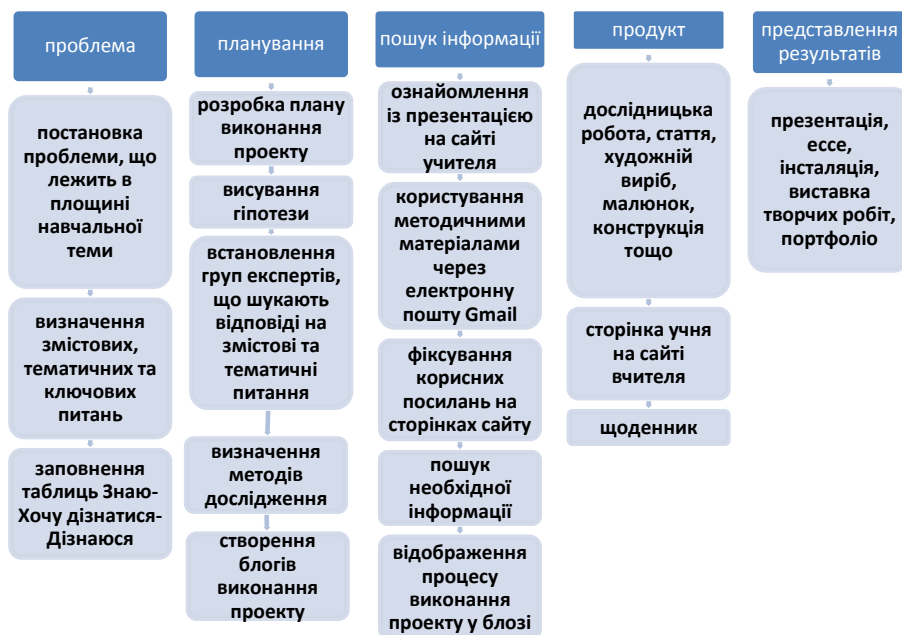 проблема
постановка
проблеми, що
лежить в
площині
навчальної
теми
визначення
змістових,
тематичних та
ключових
питань
заповнення
таблиць Знаю-
Хочу дізнатися-
Дізнаюся
планування
розробка плану
виконання
проекту
висування
гіпотези
встановлення
груп експертів,
що шукають
відповіді на
змістові та
тематичні
питання
визначення
методів
дослідження
створення
блогів
виконання
проекту
пошук інформації
ознайомлення
із презентацією
на сайті
учителя
користування
методичними
матеріалами
через
електронну
пошту Gmail
фіксування
корисних
посилань на
сторінках сайту
пошук
необхідної
інформації
відображення
процесу
виконання
проекту у блозі
продукт
дослідницька
робота, стаття,
художній
виріб,
малюнок,
конструкція
тощо
сторінка учня
на сайті
вчителя
щоденник
представлення
результатів
презентація,
ессе,
інсталяція,
виставка
творчих робіт,
портфоліо